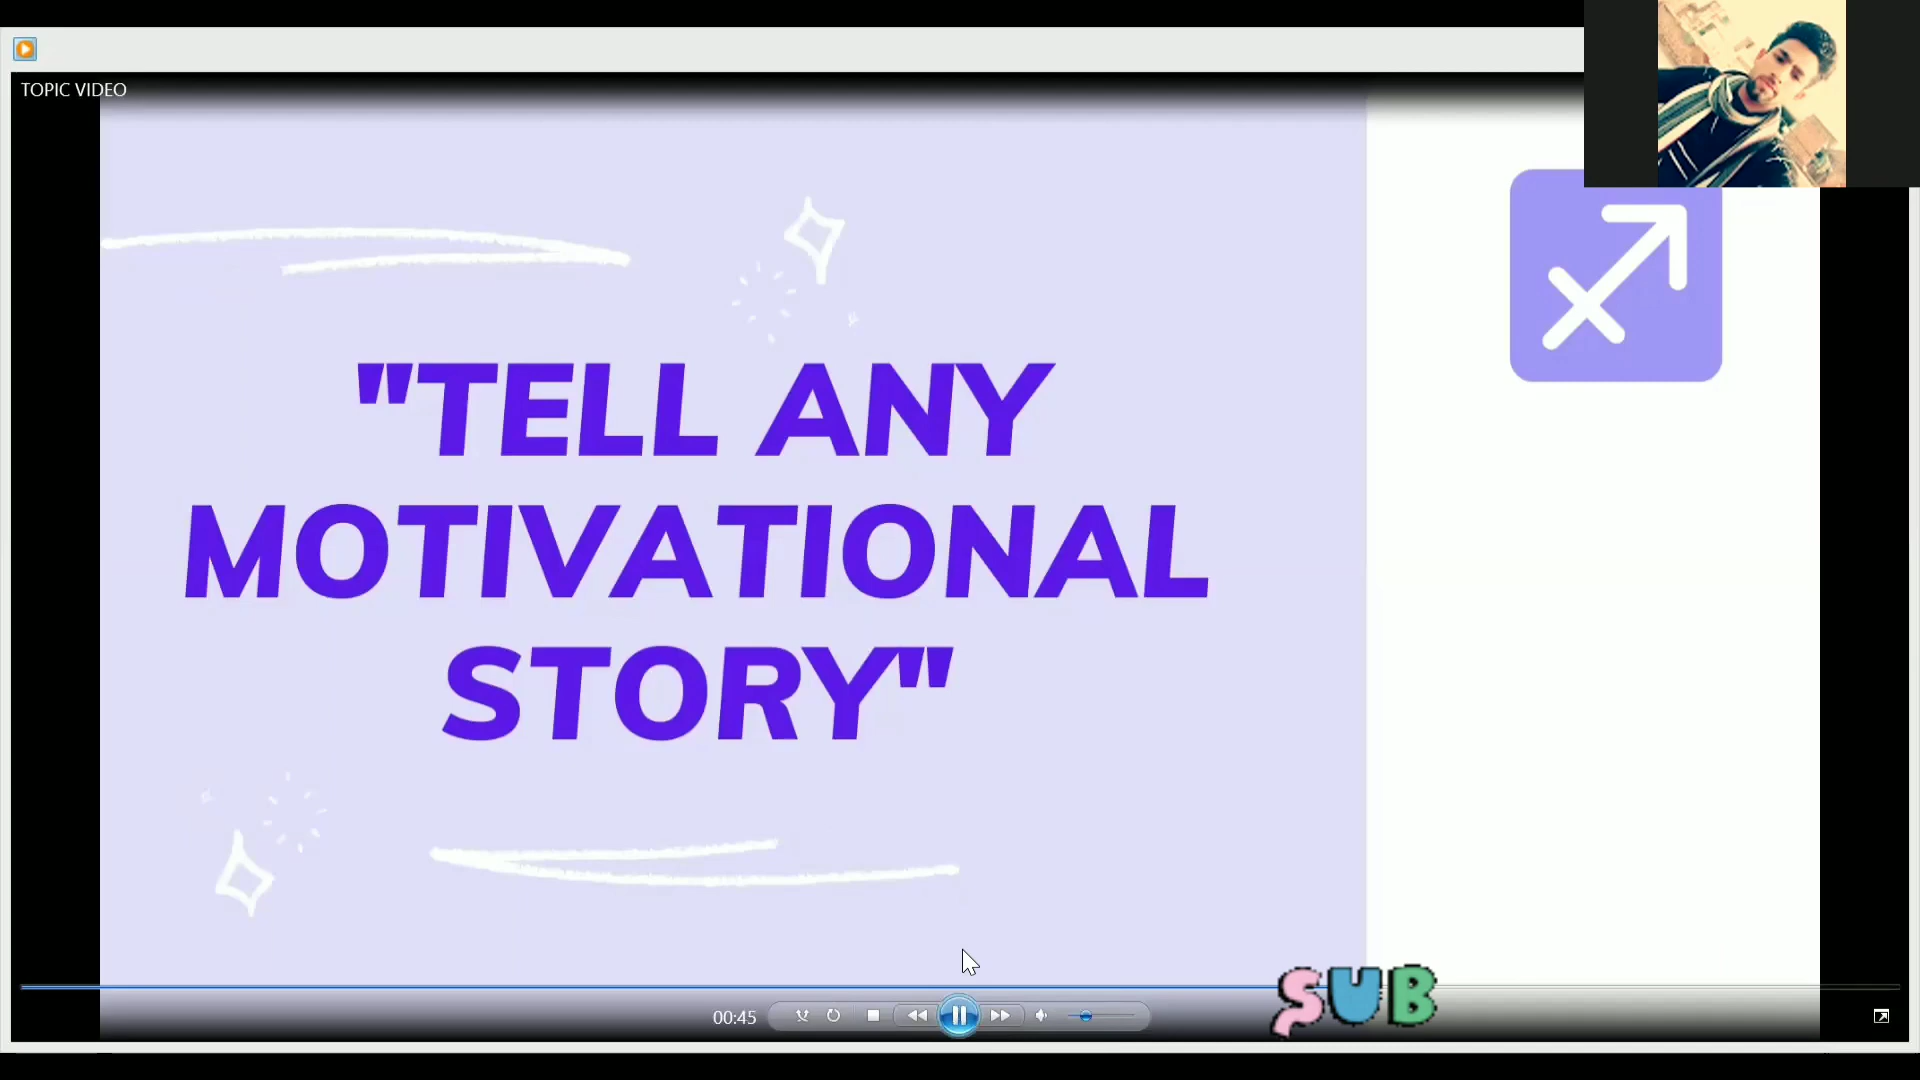 TOPIC VIDEO
"TELL ANY
MOTIVATIONAL
STORY"
00:45
SUB